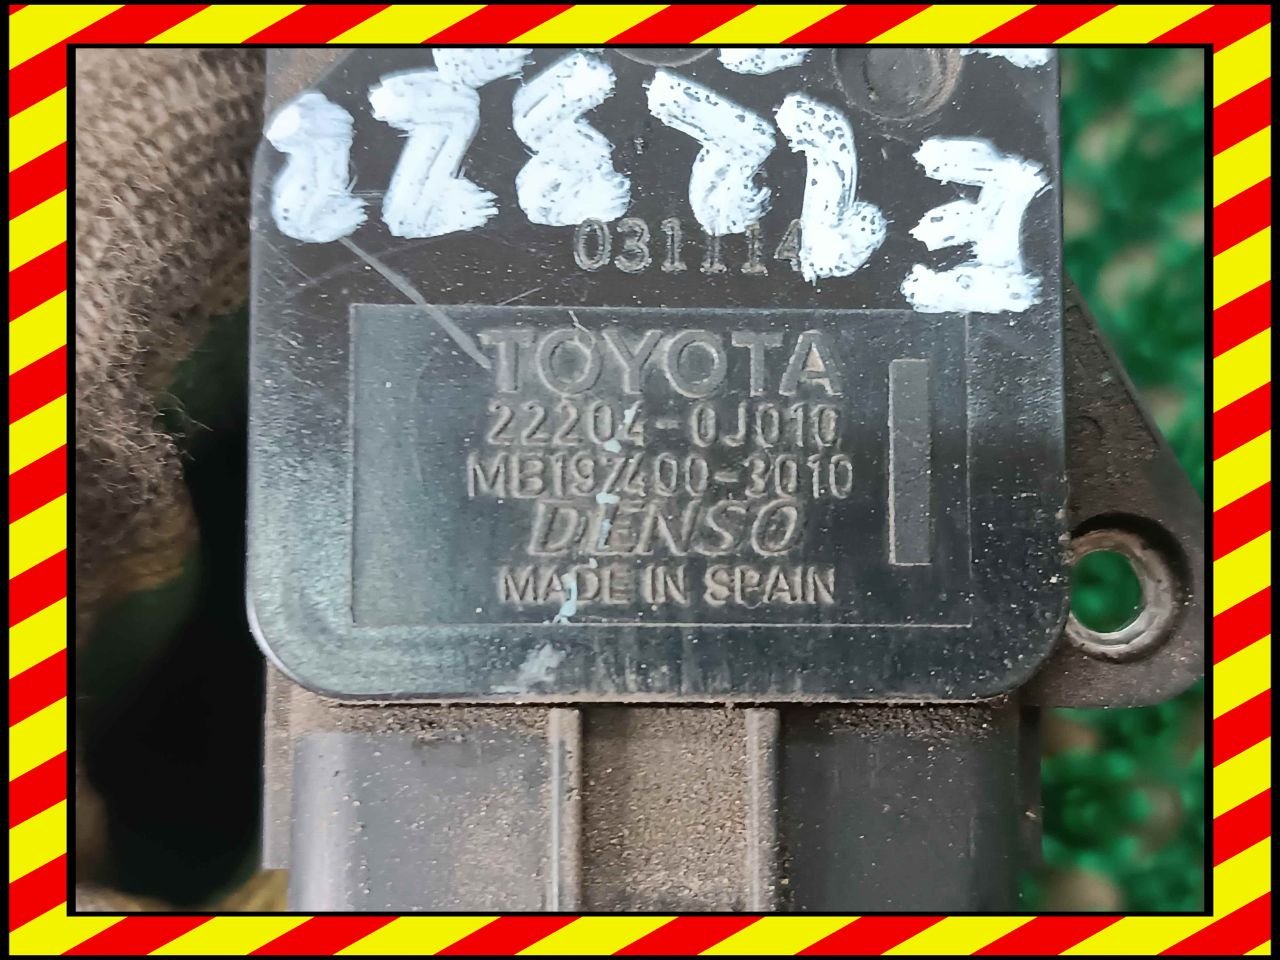 031114
TOYOTA
22204-0J010
MB197400-3010
DENSO
MADE IN SPAIN